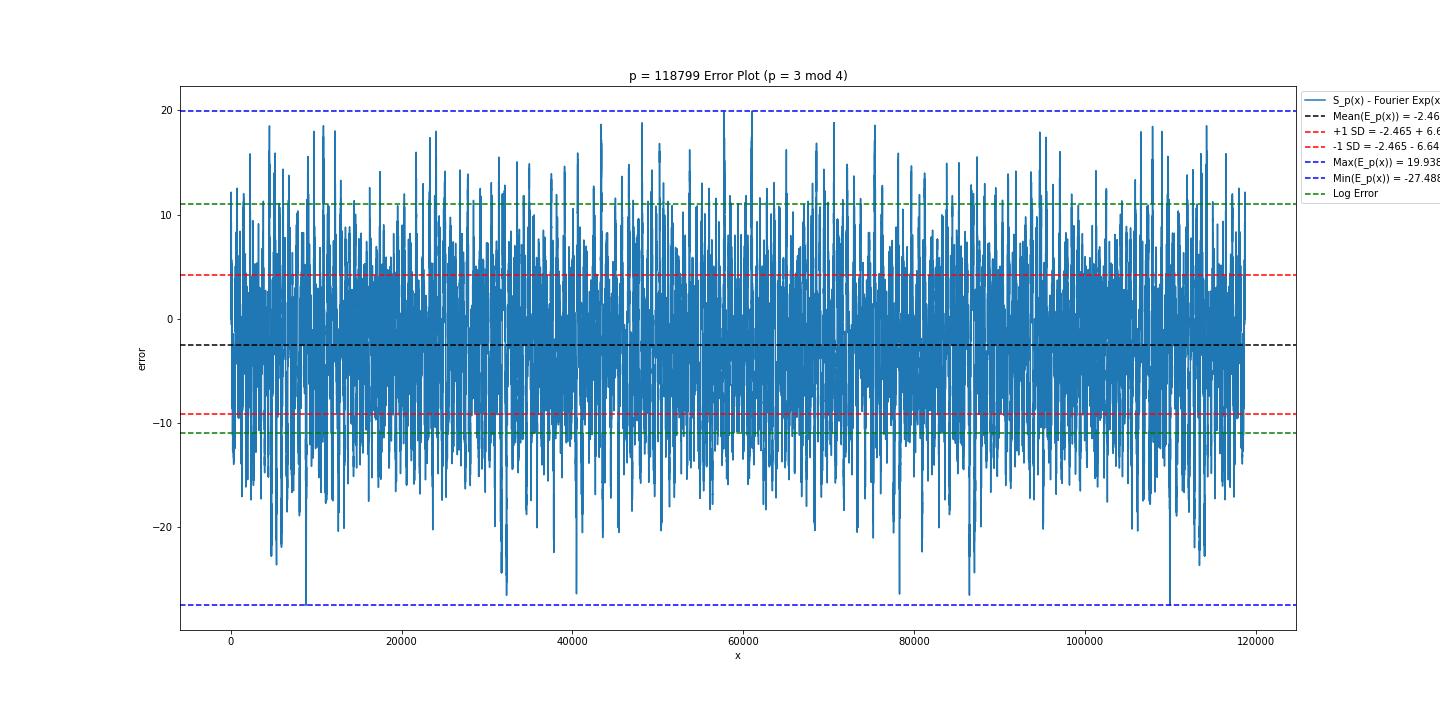 p = 118799 Error Plot (p = 3 mod 4)
20
10
0
−10
−20
error
0
20000
40000
60000
80000
100000
120000
x
S_p(x) - Fourier Exp(x
Mean(E_p(x)) = -2.46
+1 SD = -2.465 + 6.6
-1 SD = -2.465 - 6.64
Max(E_p(x)) = 19.938
Min(E_p(x)) = -27.488
Log Error